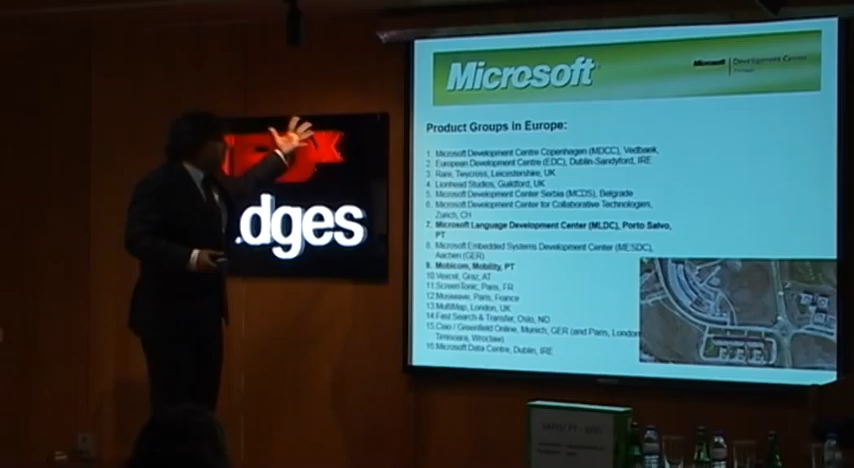 Microsoft
Microsoft Development Center
Product Groups in Europe:
1. Microsoft Development Centre Copenhagen (MDCC), Vedbaek,
2. European Development Centre (EDC), Dublin-Sandyford, IRE
3. Rare, Twycross, Leicestershire, UK
4. Lionhead Studios, Guildford, UK
5. Microsoft Development Center Serbia (MCDS), Belgrade
6. Microsoft Development Center for Collaborative Technologies,
Zurich, CH
7. Microsoft Language Development Center (MLDC), Porto Salvo,
PT
8. Microsoft Embedded Systems Development Center (MESDC),
Aachen (GER)
9. Mobicom, Mobility, PT
10. Vexcel, Graz, AT
11. ScreenTonic, Paris, FR
12. Musiwave, Paris, France
13. MultiMap, London, UK
14. Fast Search & Transfer, Oslo, NO
15. Ciao / Greenfield Online, Munich, GER (and Paris, London
Timisoara, Wroclaw)
16. Microsoft Data Centre, Dublin, IRE
.dges